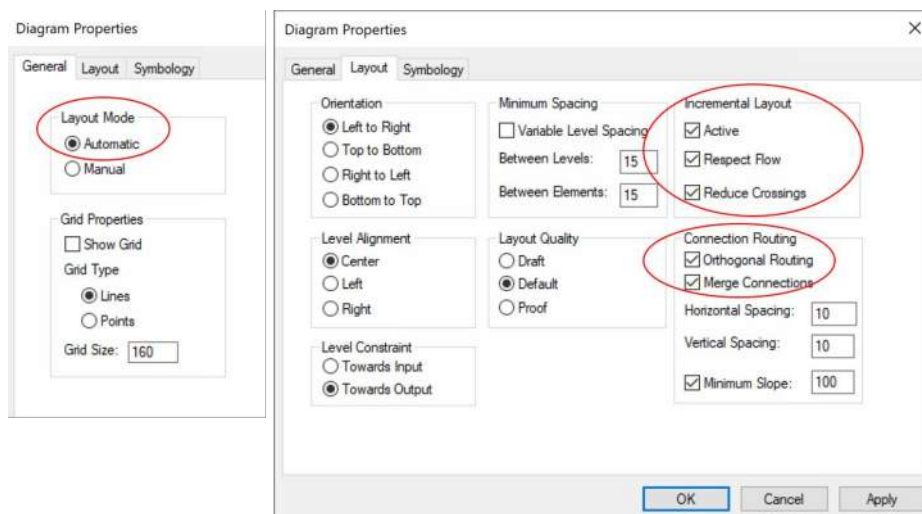 Diagram Properties
General Layout Symbology
Layout Mode
Automatic
Manual
Grid Properties
Show Grid
Grid Type
Lines
Points
Grid Size: 160
Diagram Properties
General Layout Symbology
Orientation
Left to Right
Top to Bottom
Right to Left
Bottom to Top
Minimum Spacing
Variable Level Spacing
Between Levels: 15
Between Elements: 15
Incremental Layout
Active
Respect Flow
Reduce Crossings
Level Alignment
Center
Left
Right
Layout Quality
Draft
Default
Proof
Connection Routing
Orthogonal Routing
Merge Connections
Horizontal Spacing: 10
Vertical Spacing: 10
Minimum Slope: 100
Level Constraint
Towards Input
Towards Output
OK Cancel Apply